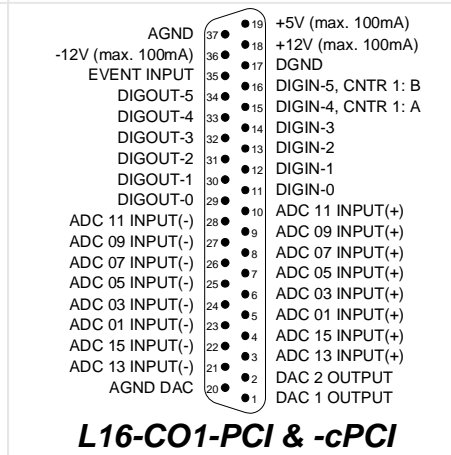 AGND 37 19 +5V (max. 100mA)
-12V (max. 100mA) 36 18 +12V (max. 100mA)
EVENT INPUT 35 17 DGND
DIGOUT-5 34 16 DIGIN-5, CNTR 1: B
DIGOUT-4 33 15 DIGIN-4, CNTR 1: A
DIGOUT-3 32 14 DIGIN-3
DIGOUT-2 31 13 DIGIN-2
DIGOUT-1 30 12 DIGIN-1
DIGOUT-0 29 11 DIGIN-0
ADC 11 INPUT(-) 28 10 ADC 11 INPUT(+)
ADC 09 INPUT(-) 27 9 ADC 09 INPUT(+)
ADC 07 INPUT(-) 26 8 ADC 07 INPUT(+)
ADC 05 INPUT(-) 25 7 ADC 05 INPUT(+)
ADC 03 INPUT(-) 24 6 ADC 03 INPUT(+)
ADC 01 INPUT(-) 23 5 ADC 01 INPUT(+)
ADC 15 INPUT(-) 22 4 ADC 15 INPUT(+)
ADC 13 INPUT(-) 21 3 ADC 13 INPUT(+)
AGND DAC 20 2 DAC 2 OUTPUT
1 DAC 1 OUTPUT
L16-CO1-PCI & -cPCI